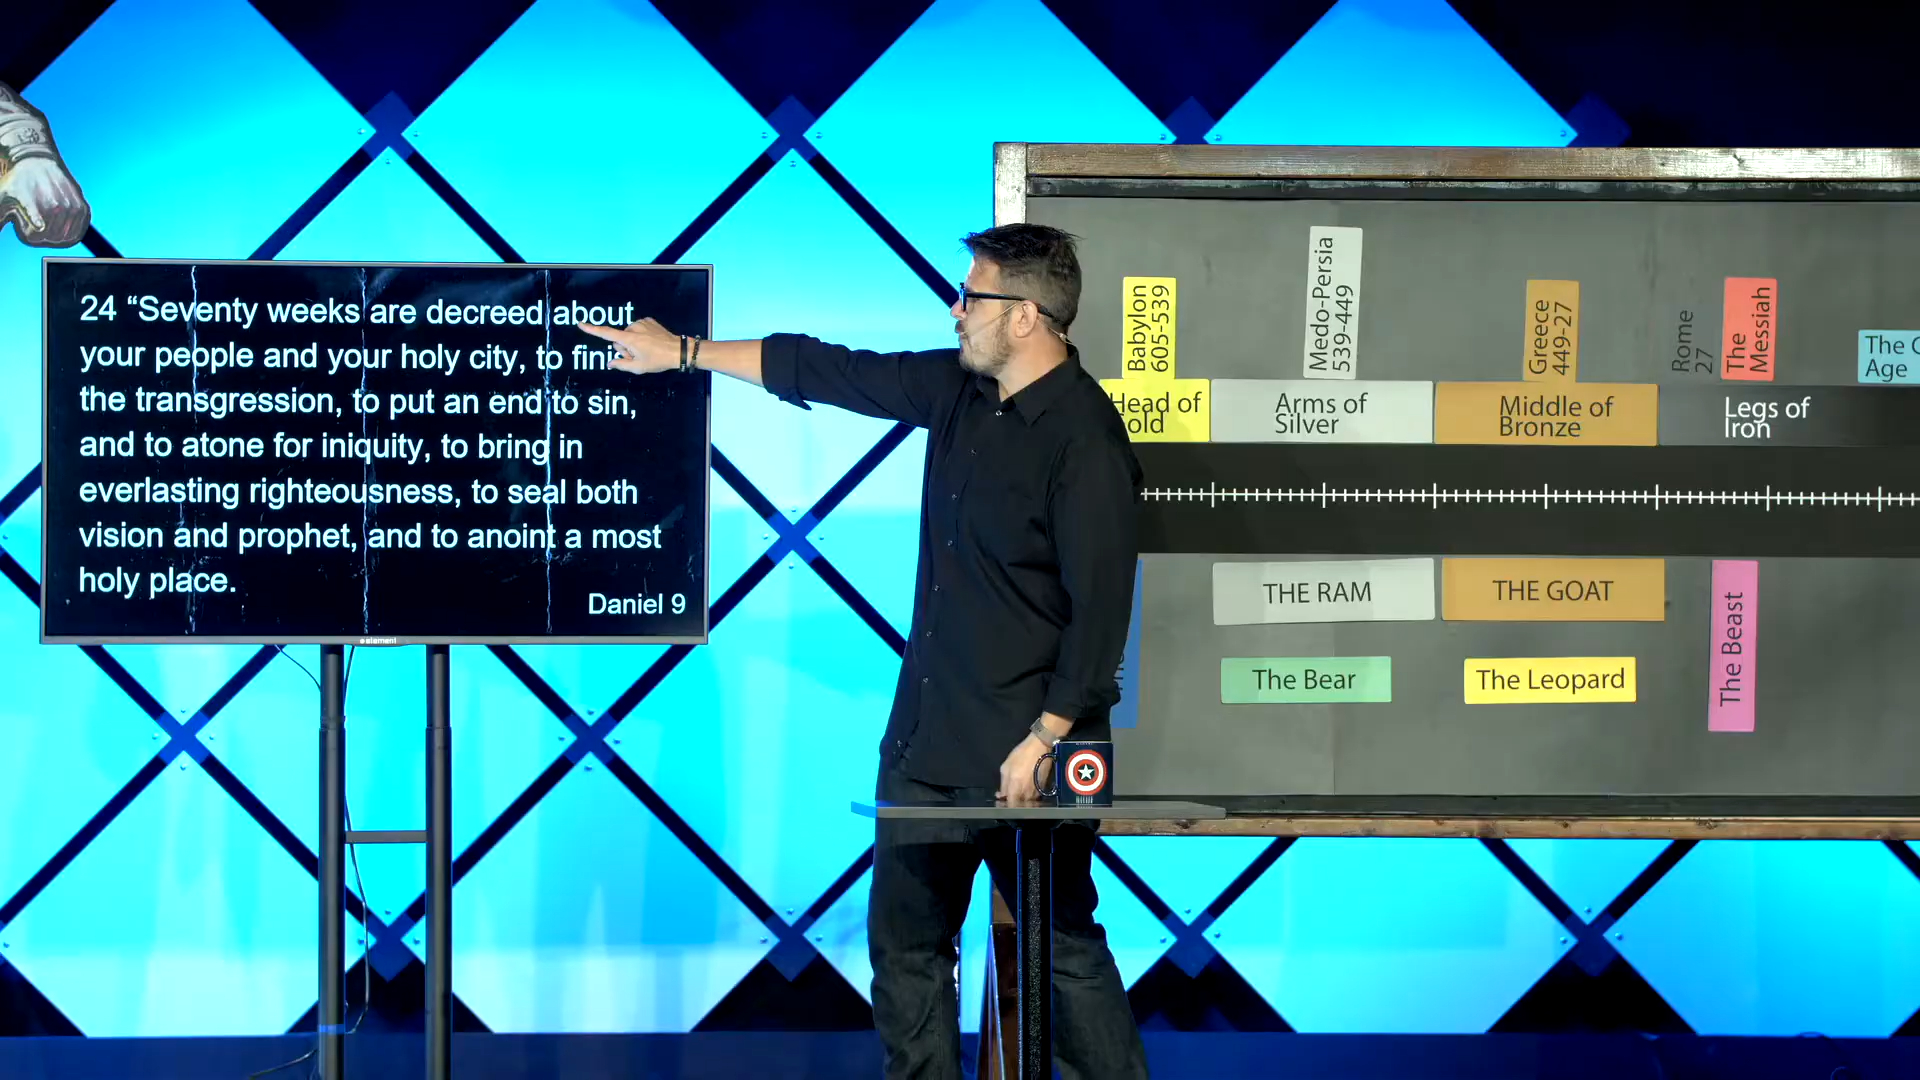 24 “Seventy weeks are decreed about
your people and your holy city, to
the transgression, to put an end to sin,
and to atone for iniquity, to bring in
everlasting righteousness, to seal both
vision and prophet, and to anoint a most
holy place.
Daniel 9
element
Babylon
605-539
Medo-Persia
539-449
Greece
449-27
Rome
27
The
Messiah
The
Age
Head of
Arms of
Silver
Middle of
Bronze
Legs of
Iron
THE RAM
THE GOAT
The Bear
The Leopard
The Beast